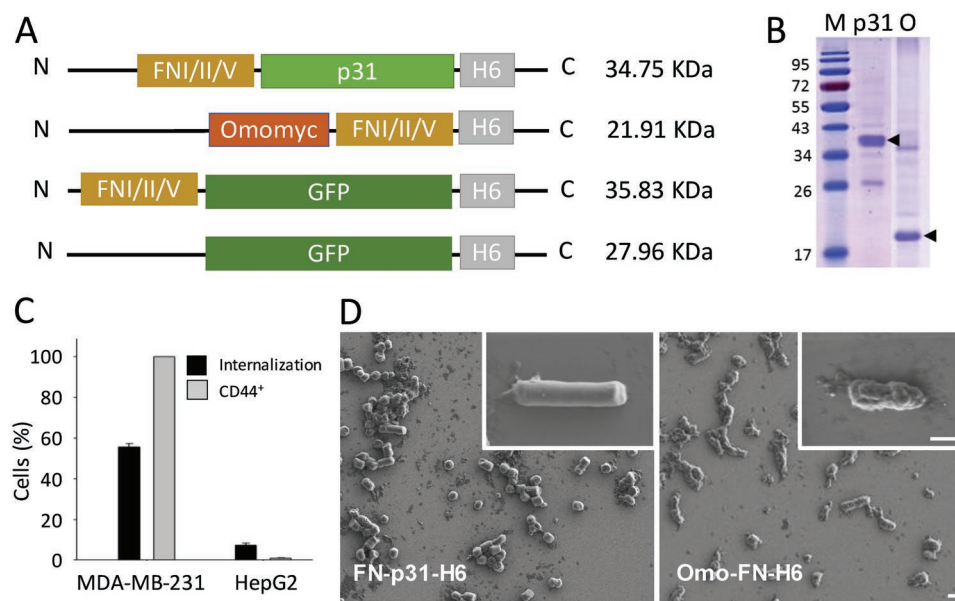 A
N FNI/II/V p31 H6 C 34.75 KDa
N Omomyc FNI/II/V H6 C 21.91 KDa
N FNI/II/V GFP H6 C 35.83 KDa
N GFP H6 C 27.96 KDa
B
M p31 O
95
72
55
43
34
26
17
C
Cells (%)
100
80
60
40
20
0
Internalization
CD44⁺
MDA-MB-231 HepG2
D
FN-p31-H6
Omo-FN-H6